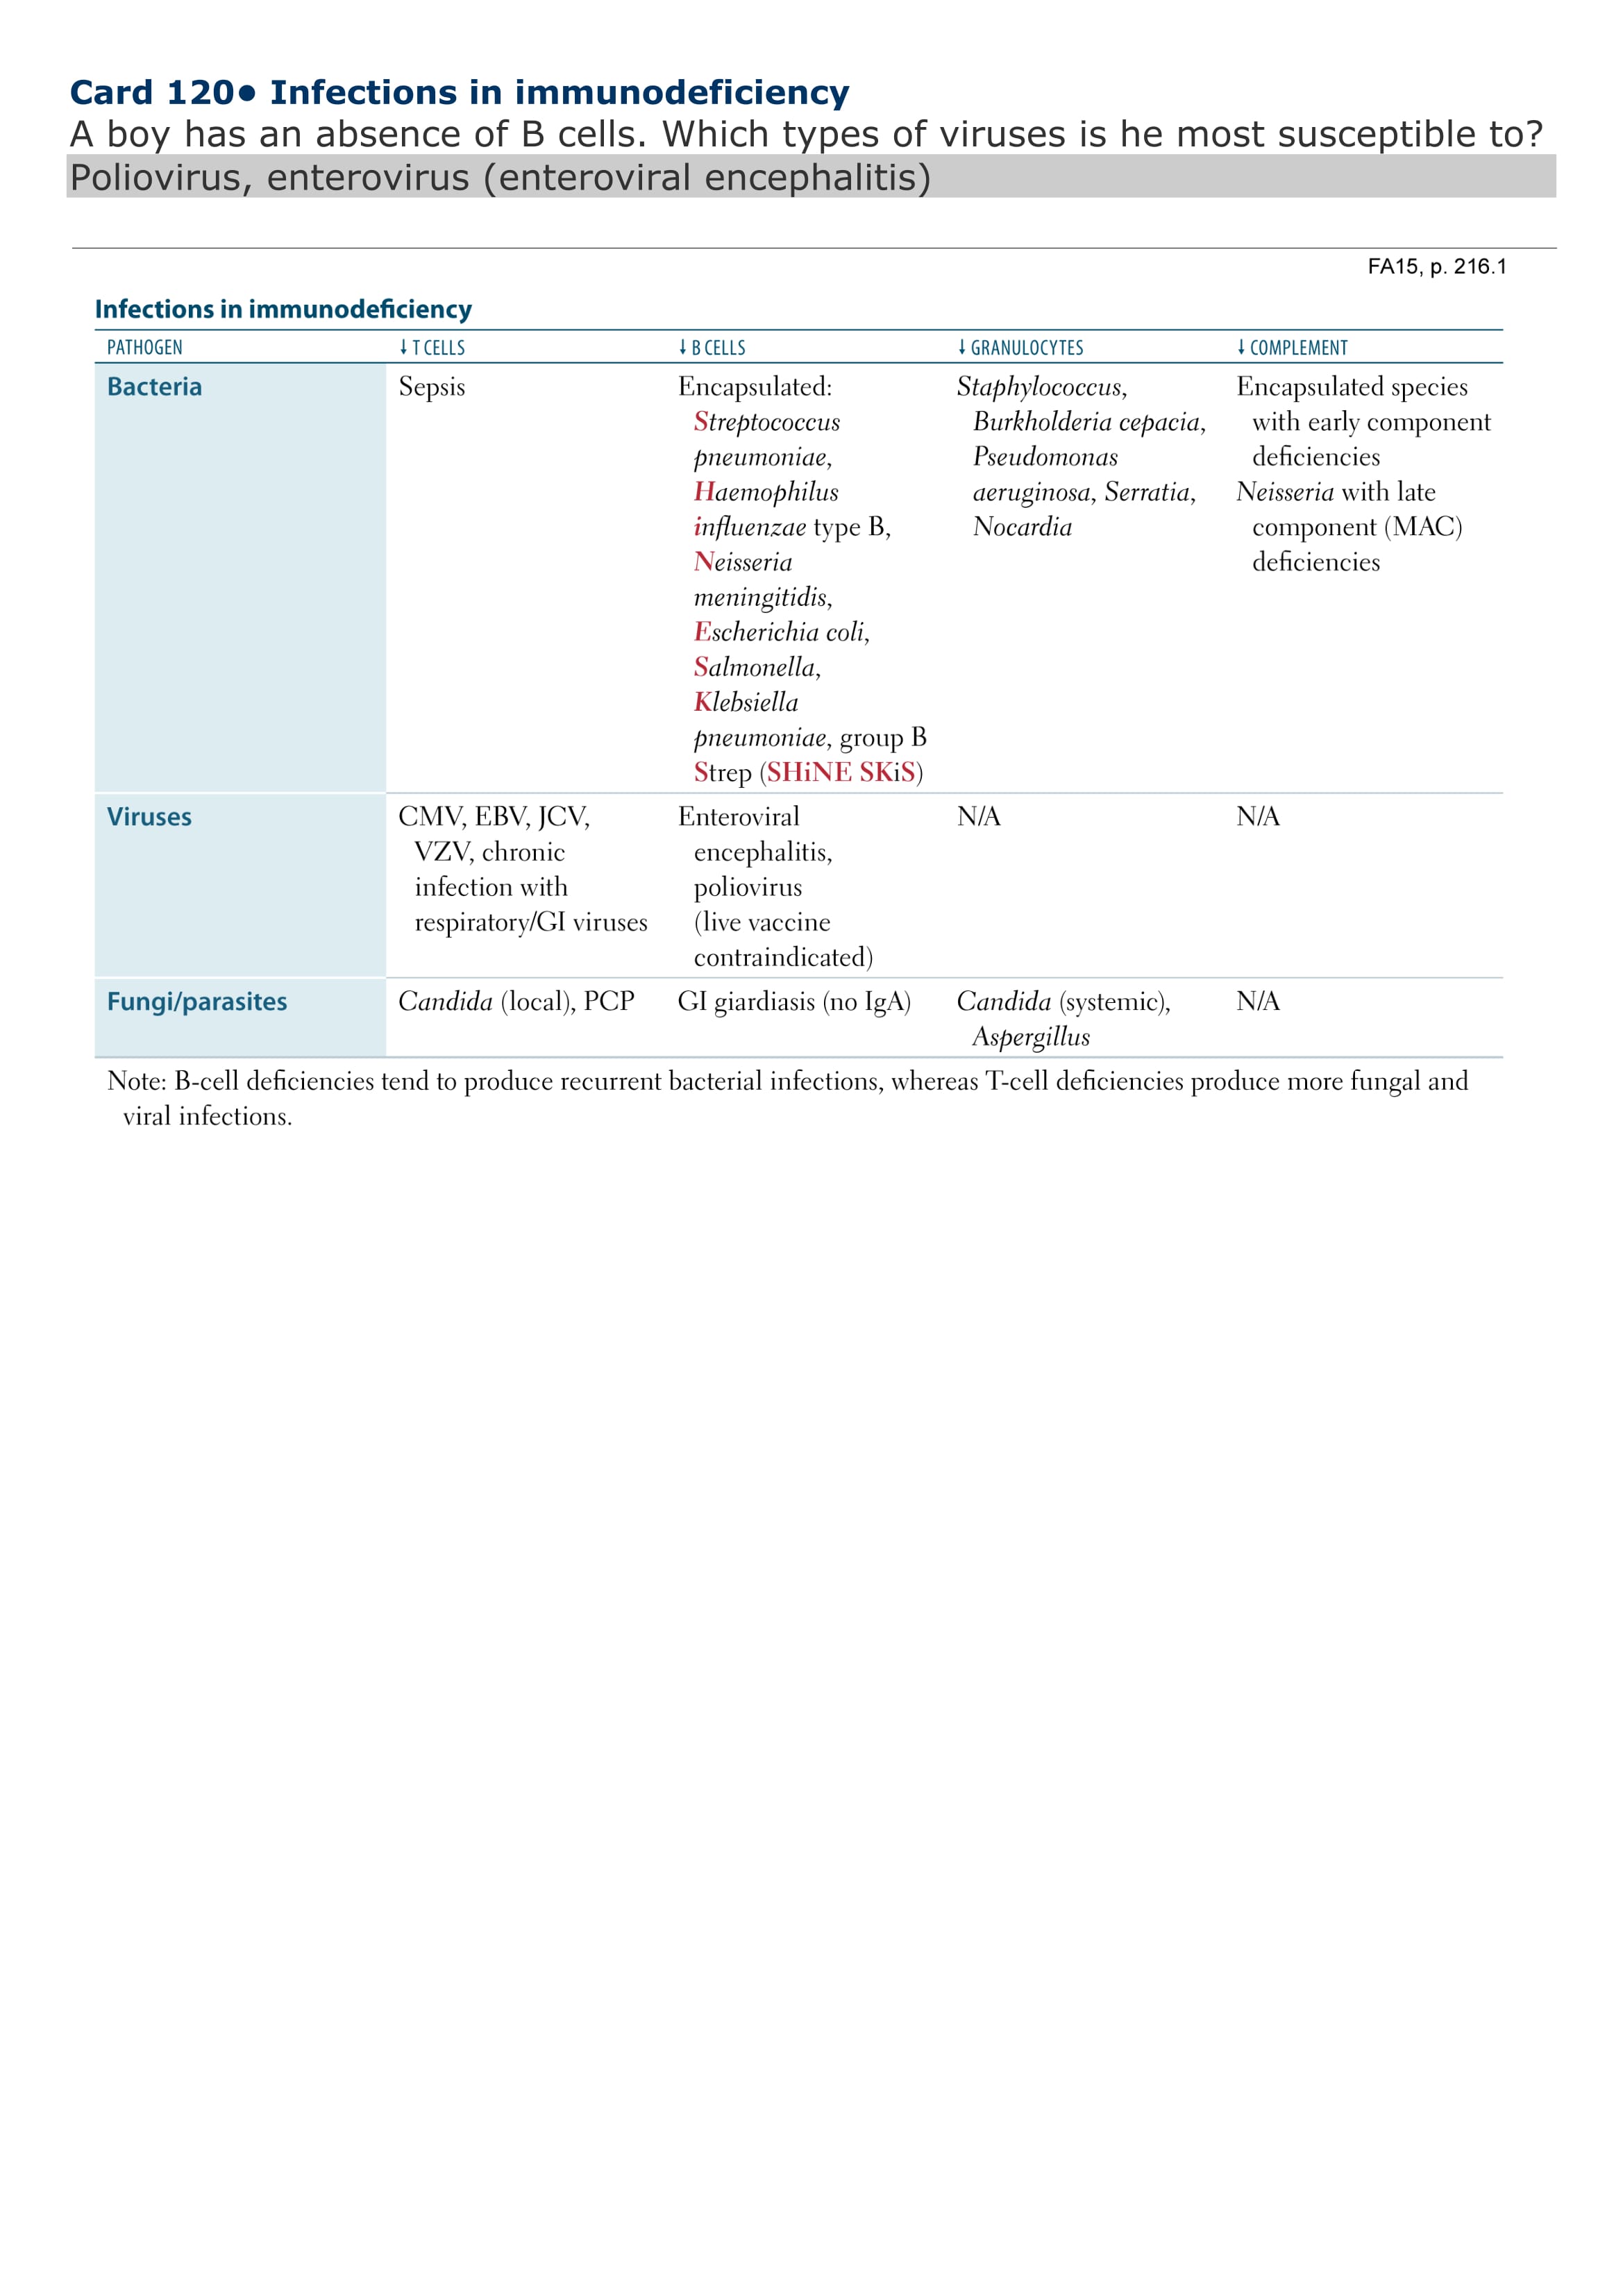 Card 120● Infections in immunodeficiency
A boy has an absence of B cells. Which types of viruses is he most susceptible to?
Poliovirus, enterovirus (enteroviral encephalitis)
FA15, p. 216.1
Infections in immunodeficiency
PATHOGEN ↓ T CELLS ↓ B CELLS ↓ GRANULOCYTES ↓ COMPLEMENT
Bacteria
Sepsis
Encapsulated:
Streptococcus
pneumoniae,
Haemophilus
influenzae type B,
Neisseria
meningitidis,
Escherichia coli,
Salmonella,
Klebsiella
pneumoniae, group B
Strep (SHiNE SKiS)
Staphylococcus,
Burkholderia cepacia,
Pseudomonas
aeruginosa, Serratia,
Nocardia
Encapsulated species
with early component
deficiencies
Neisseria with late
component (MAC)
deficiencies
Viruses
CMV, EBV, JCV,
VZV, chronic
infection with
respiratory/GI viruses
Enteroviral
encephalitis,
poliovirus
(live vaccine
contraindicated)
N/A
N/A
Fungi/parasites
Candida (local), PCP
GI giardiasis (no IgA)
Candida (systemic),
Aspergillus
N/A
Note: B-cell deficiencies tend to produce recurrent bacterial infections, whereas T-cell deficiencies produce more fungal and
viral infections.